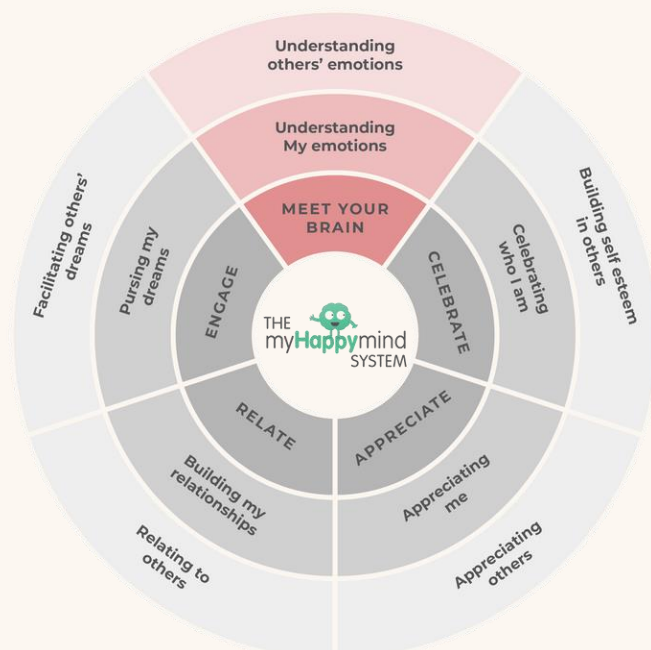 Understanding
others' emotions
Understanding
My emotions
MEET YOUR
BRAIN
CELEBRATE
Celebrating
who I am
Building self esteem
in others
APPRECIATE
Appreciating
me
Appreciating
others
RELATE
Building my
relationships
Relating to
others
ENGAGE
Pursing my
dreams
Facilitating others'
dreams
THE
myHappymind
SYSTEM